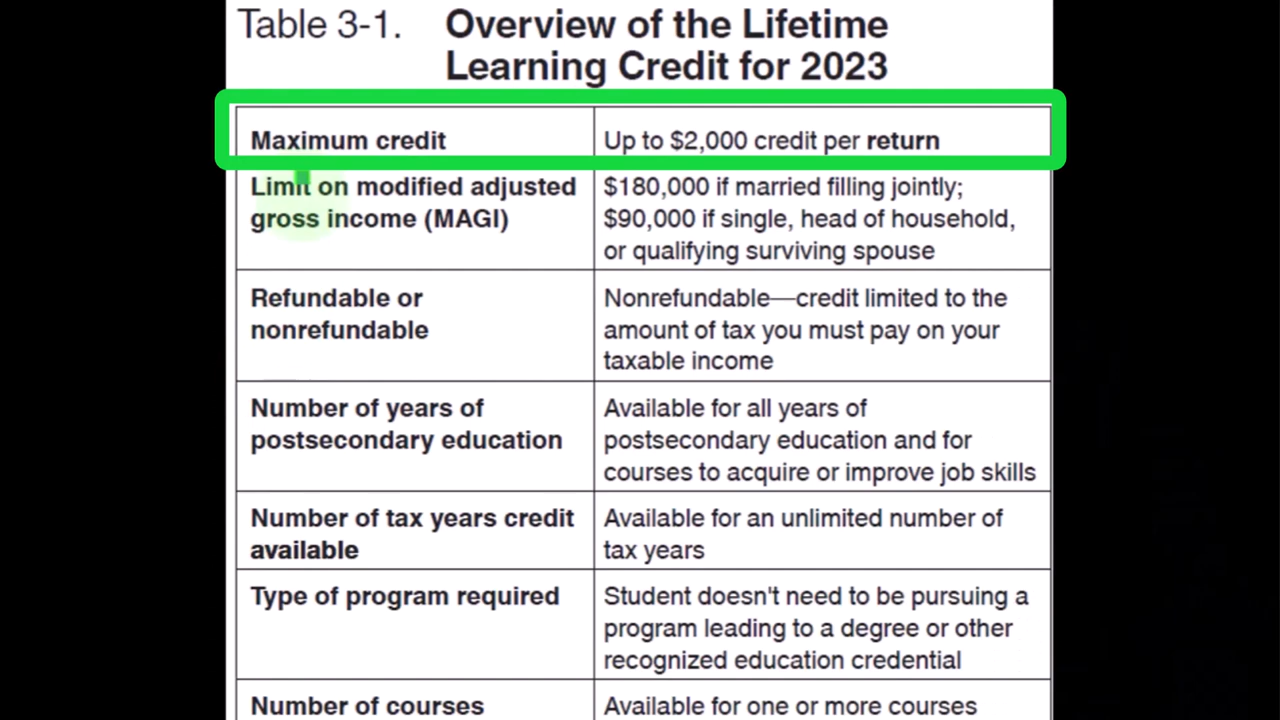 Table 3-1. Overview of the Lifetime
Learning Credit for 2023
Maximum credit
Up to $2,000 credit per return
Limit on modified adjusted
gross income (MAGI)
$180,000 if married filling jointly;
$90,000 if single, head of household,
or qualifying surviving spouse
Refundable or
nonrefundable
Nonrefundable—credit limited to the
amount of tax you must pay on your
taxable income
Number of years of
postsecondary education
Available for all years of
postsecondary education and for
courses to acquire or improve job skills
Number of tax years credit
available
Available for an unlimited number of
tax years
Type of program required
Student doesn't need to be pursuing a
program leading to a degree or other
recognized education credential
Number of courses
Available for one or more courses